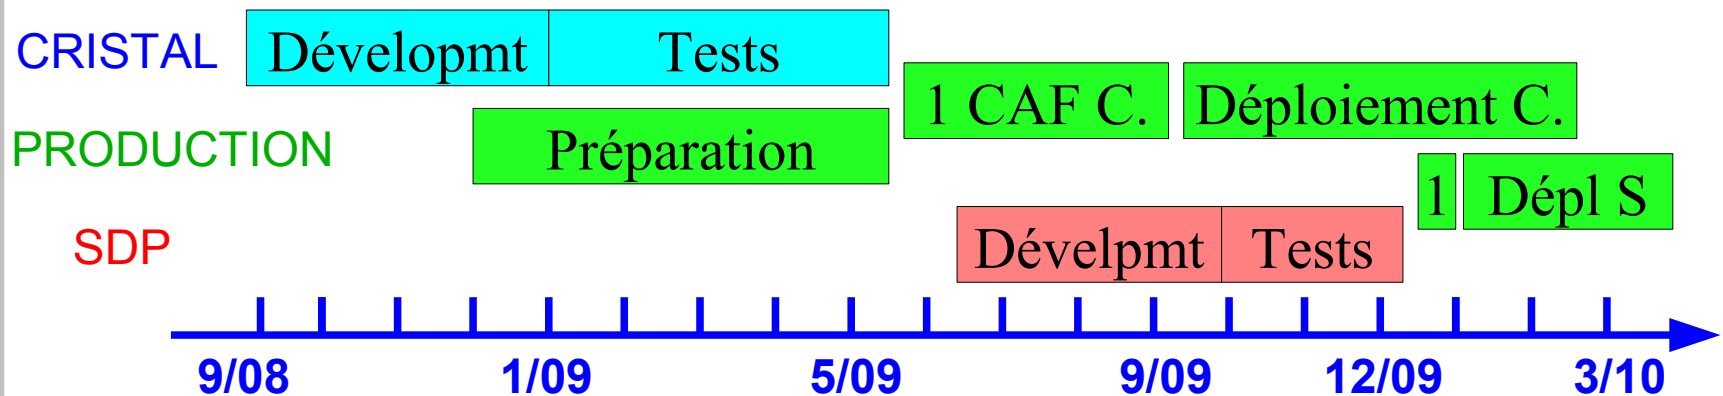 CRISTAL Dévelopmt Tests
1 CAF C. Déploiement C.
PRODUCTION Préparation
1 Dépl S
SDP Dévelpmt Tests
9/08 1/09 5/09 9/09 12/09 3/10